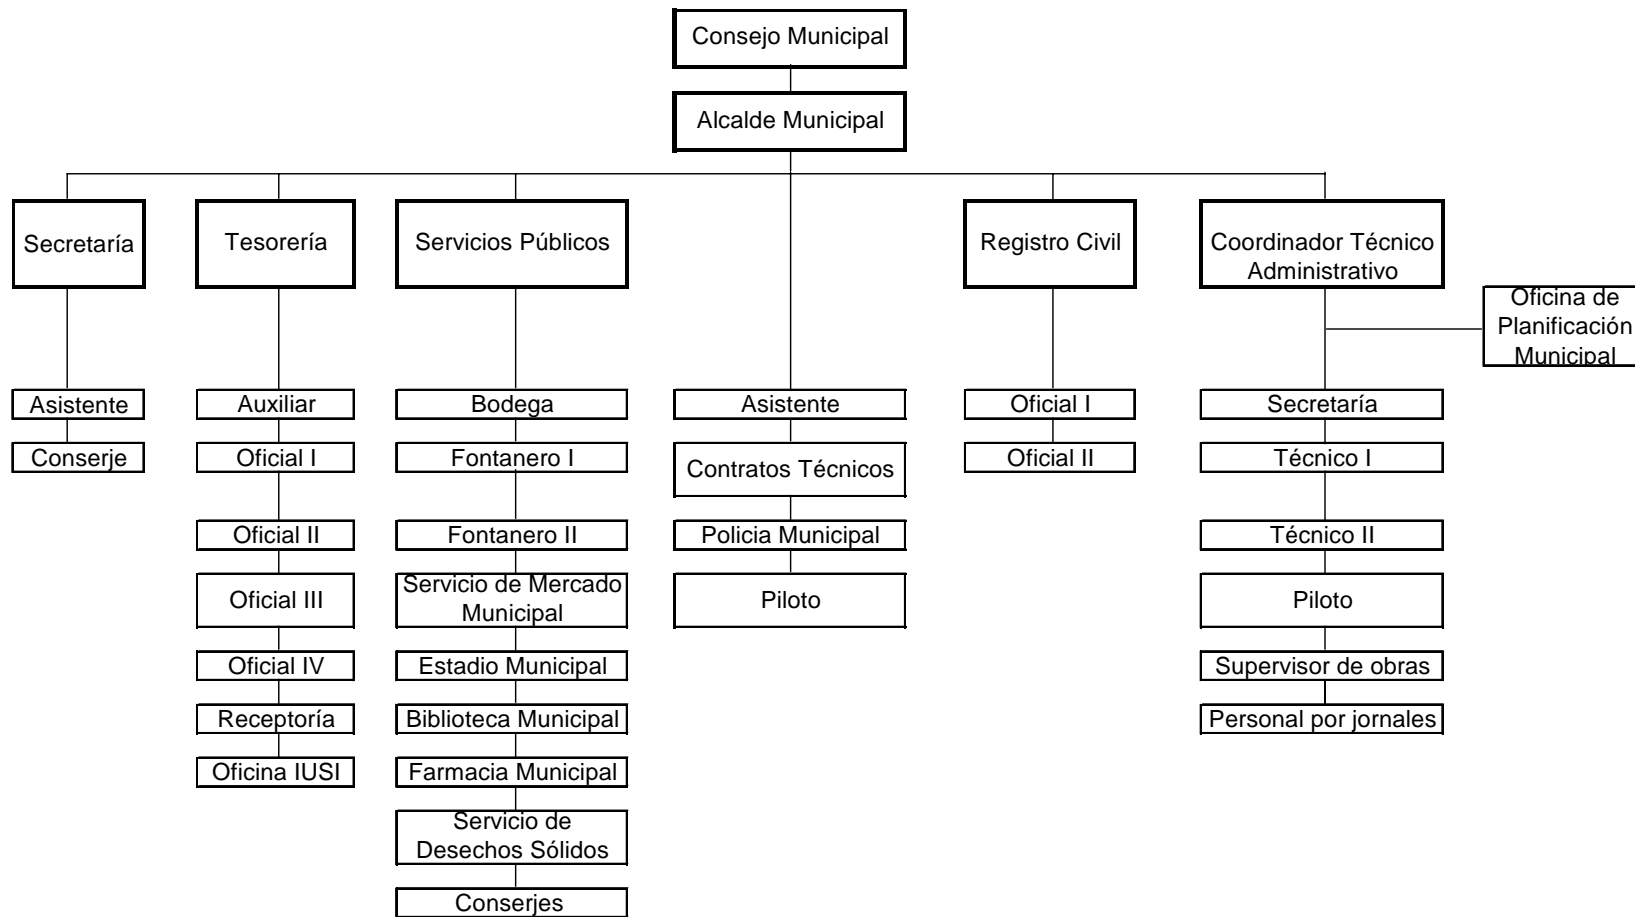 Consejo Municipal
Alcalde Municipal
Secretaría
Tesorería
Servicios Públicos
Registro Civil
Coordinador Técnico
Administrativo
Oficina de
Planificación
Municipal
Asistente
Auxiliar
Bodega
Asistente
Oficial I
Secretaría
Conserje
Oficial I
Fontanero I
Contratos Técnicos
Oficial II
Técnico I
Oficial II
Fontanero II
Policia Municipal
Técnico II
Oficial III
Servicio de Mercado
Municipal
Piloto
Piloto
Oficial IV
Estadio Municipal
Supervisor de obras
Receptoría
Biblioteca Municipal
Personal por jornales
Oficina IUSI
Farmacia Municipal
Servicio de
Desechos Sólidos
Conserjes